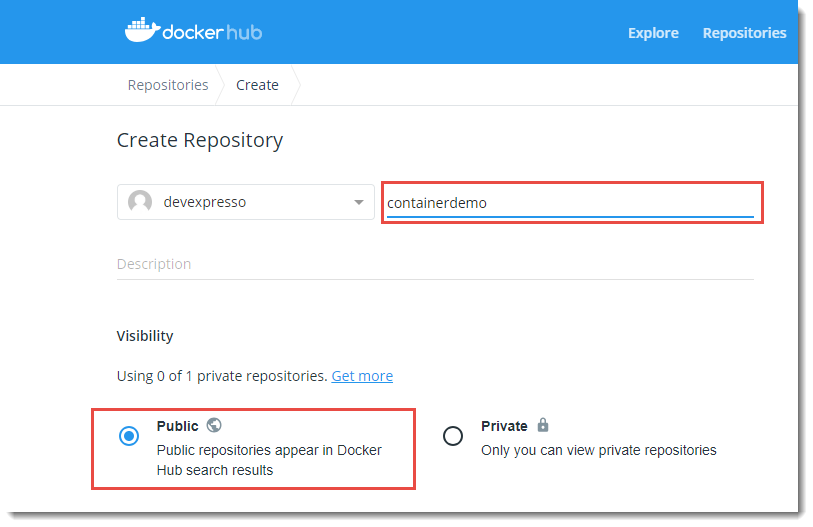 dockerhub
Explore Repositories
Repositories Create
Create Repository
devexpresso containerdemo
Description
Visibility
Using 0 of 1 private repositories. Get more
Public Private
Public repositories appear in Docker Only you can view private repositories
Hub search results